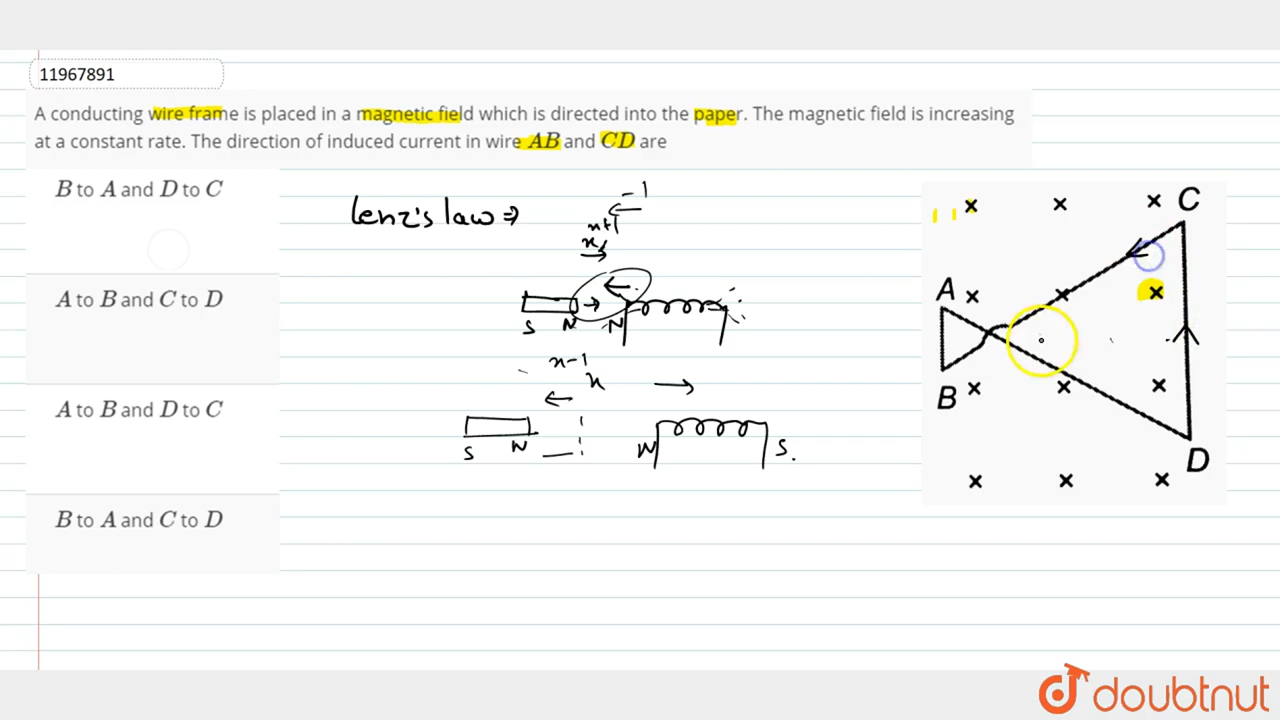 11967891
A conducting wire frame is placed in a magnetic field which is directed into the paper. The magnetic field is increasing
at a constant rate. The direction of induced current in wire AB and CD are
B to A and D to C
A to B and C to D
A to B and D to C
B to A and C to D
Lenz's law ⇒
-1
x+1
x
S N N
x-1
x
S N N S.
C
A
B
D
doubtnut